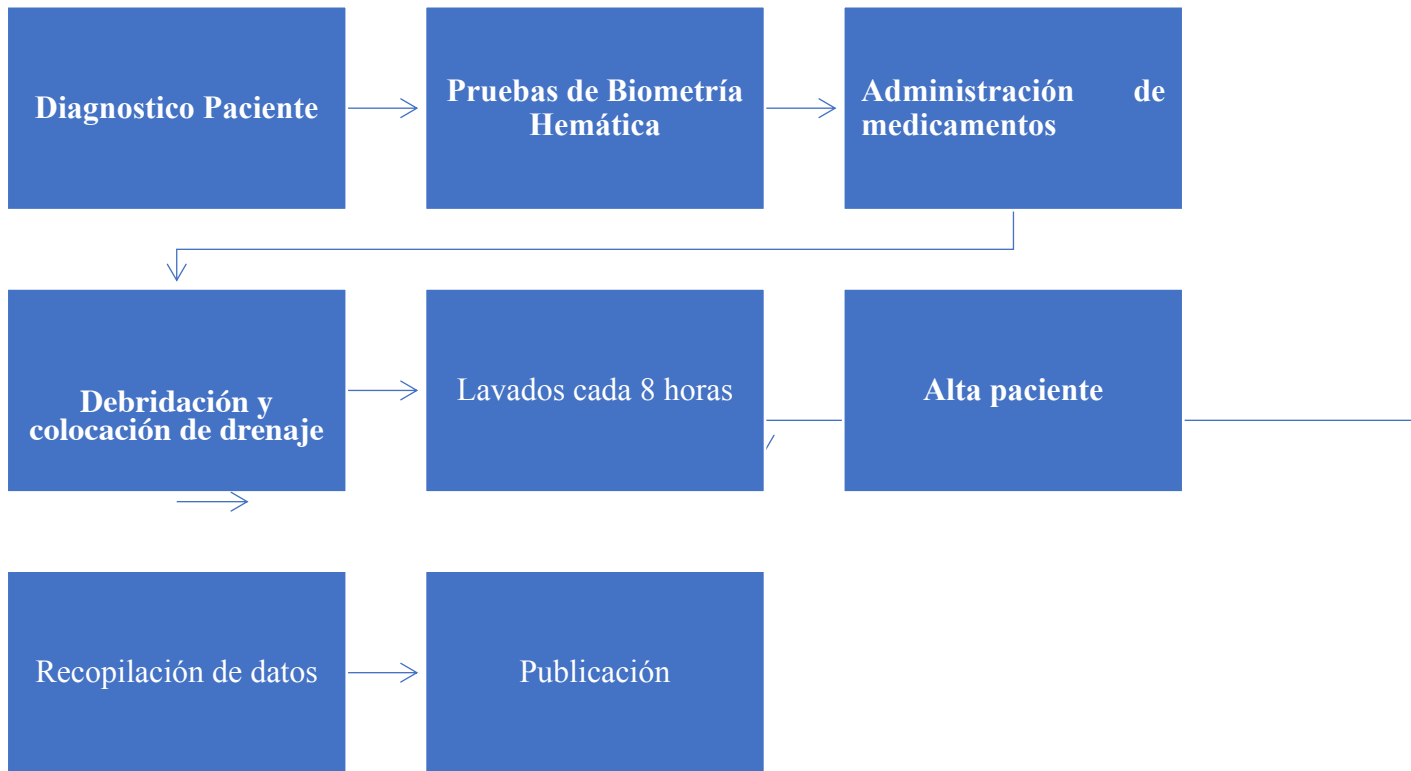 Diagnostico Paciente
Pruebas de Biometría
Hemática
Administración de
medicamentos
Debridación y
colocación de drenaje
Lavados cada 8 horas
Alta paciente
Recopilación de datos
Publicación